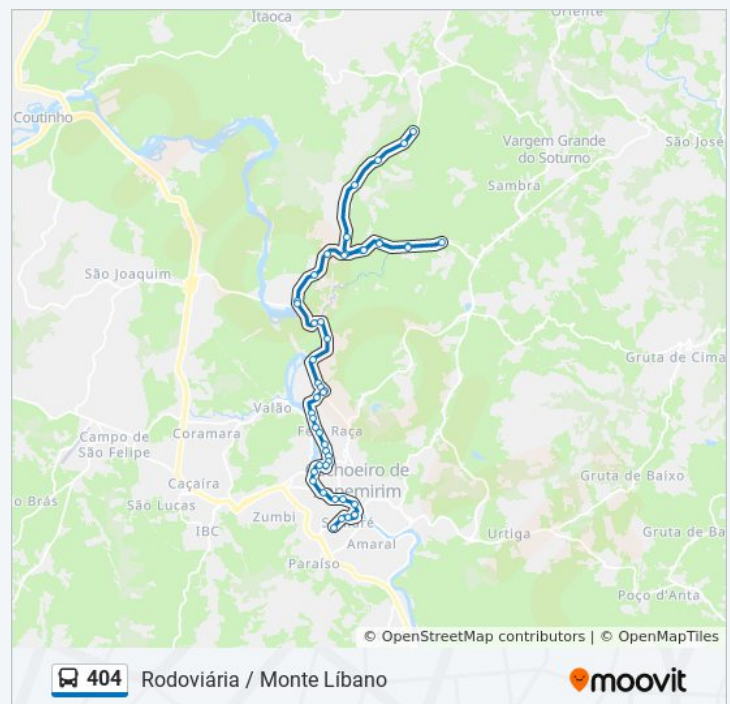 Itaoca
Oriente
Coutinho
Vargem Grande
do Soturno
São José
Sambra
São Joaquim
Gruta de Cima
Valão
Campo de
São Felipe
Coramara
Caçaira
São Lucas
IBC
Zumbi
Gruta de Baixo
Urtiga
Gruta de Ba
Amaral
Paraíso
Poço d'Anta
© OpenStreetMap contributors | © OpenMapTiles
404 Rodoviária / Monte Líbano moovit